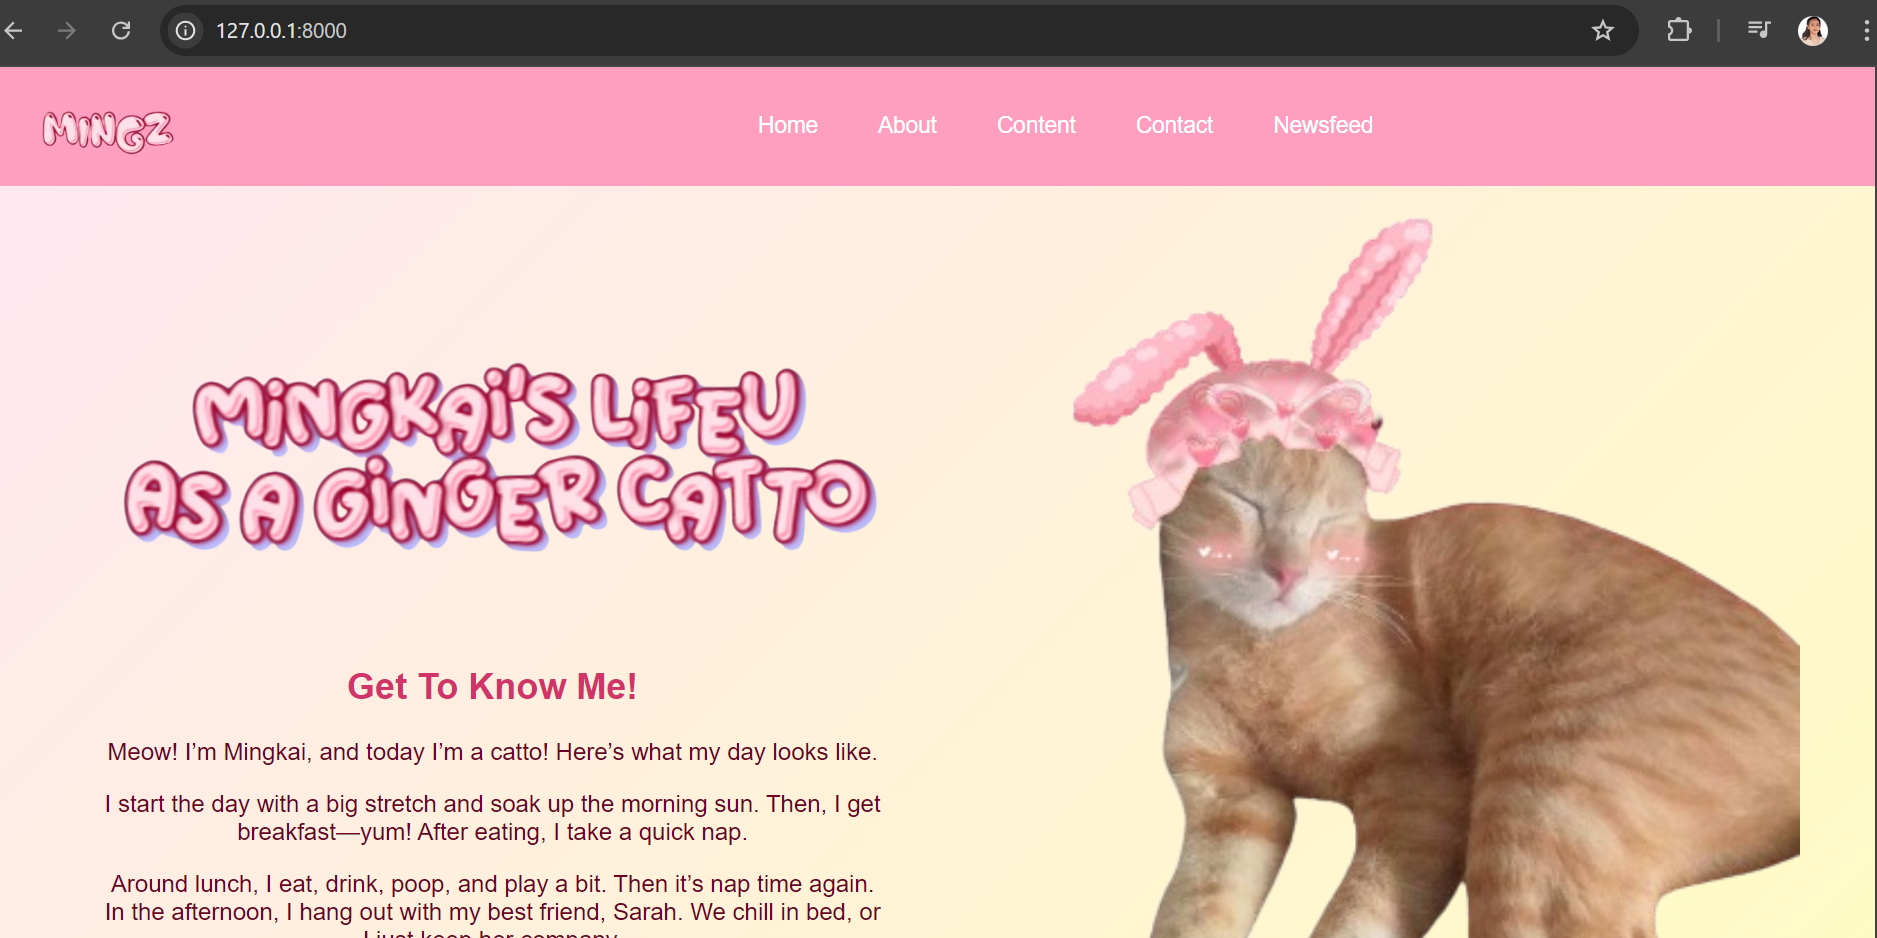 127.0.0.1:8000
MINGZ
Home About Content Contact Newsfeed
MiNGKAi'S LiFEU
AS A GiNGER CATTO
Get To Know Me!
Meow! I’m Mingkai, and today I’m a catto! Here’s what my day looks like.
I start the day with a big stretch and soak up the morning sun. Then, I get
breakfast—yum! After eating, I take a quick nap.
Around lunch, I eat, drink, poop, and play a bit. Then it’s nap time again.
In the afternoon, I hang out with my best friend, Sarah. We chill in bed, or
I just keep her company.